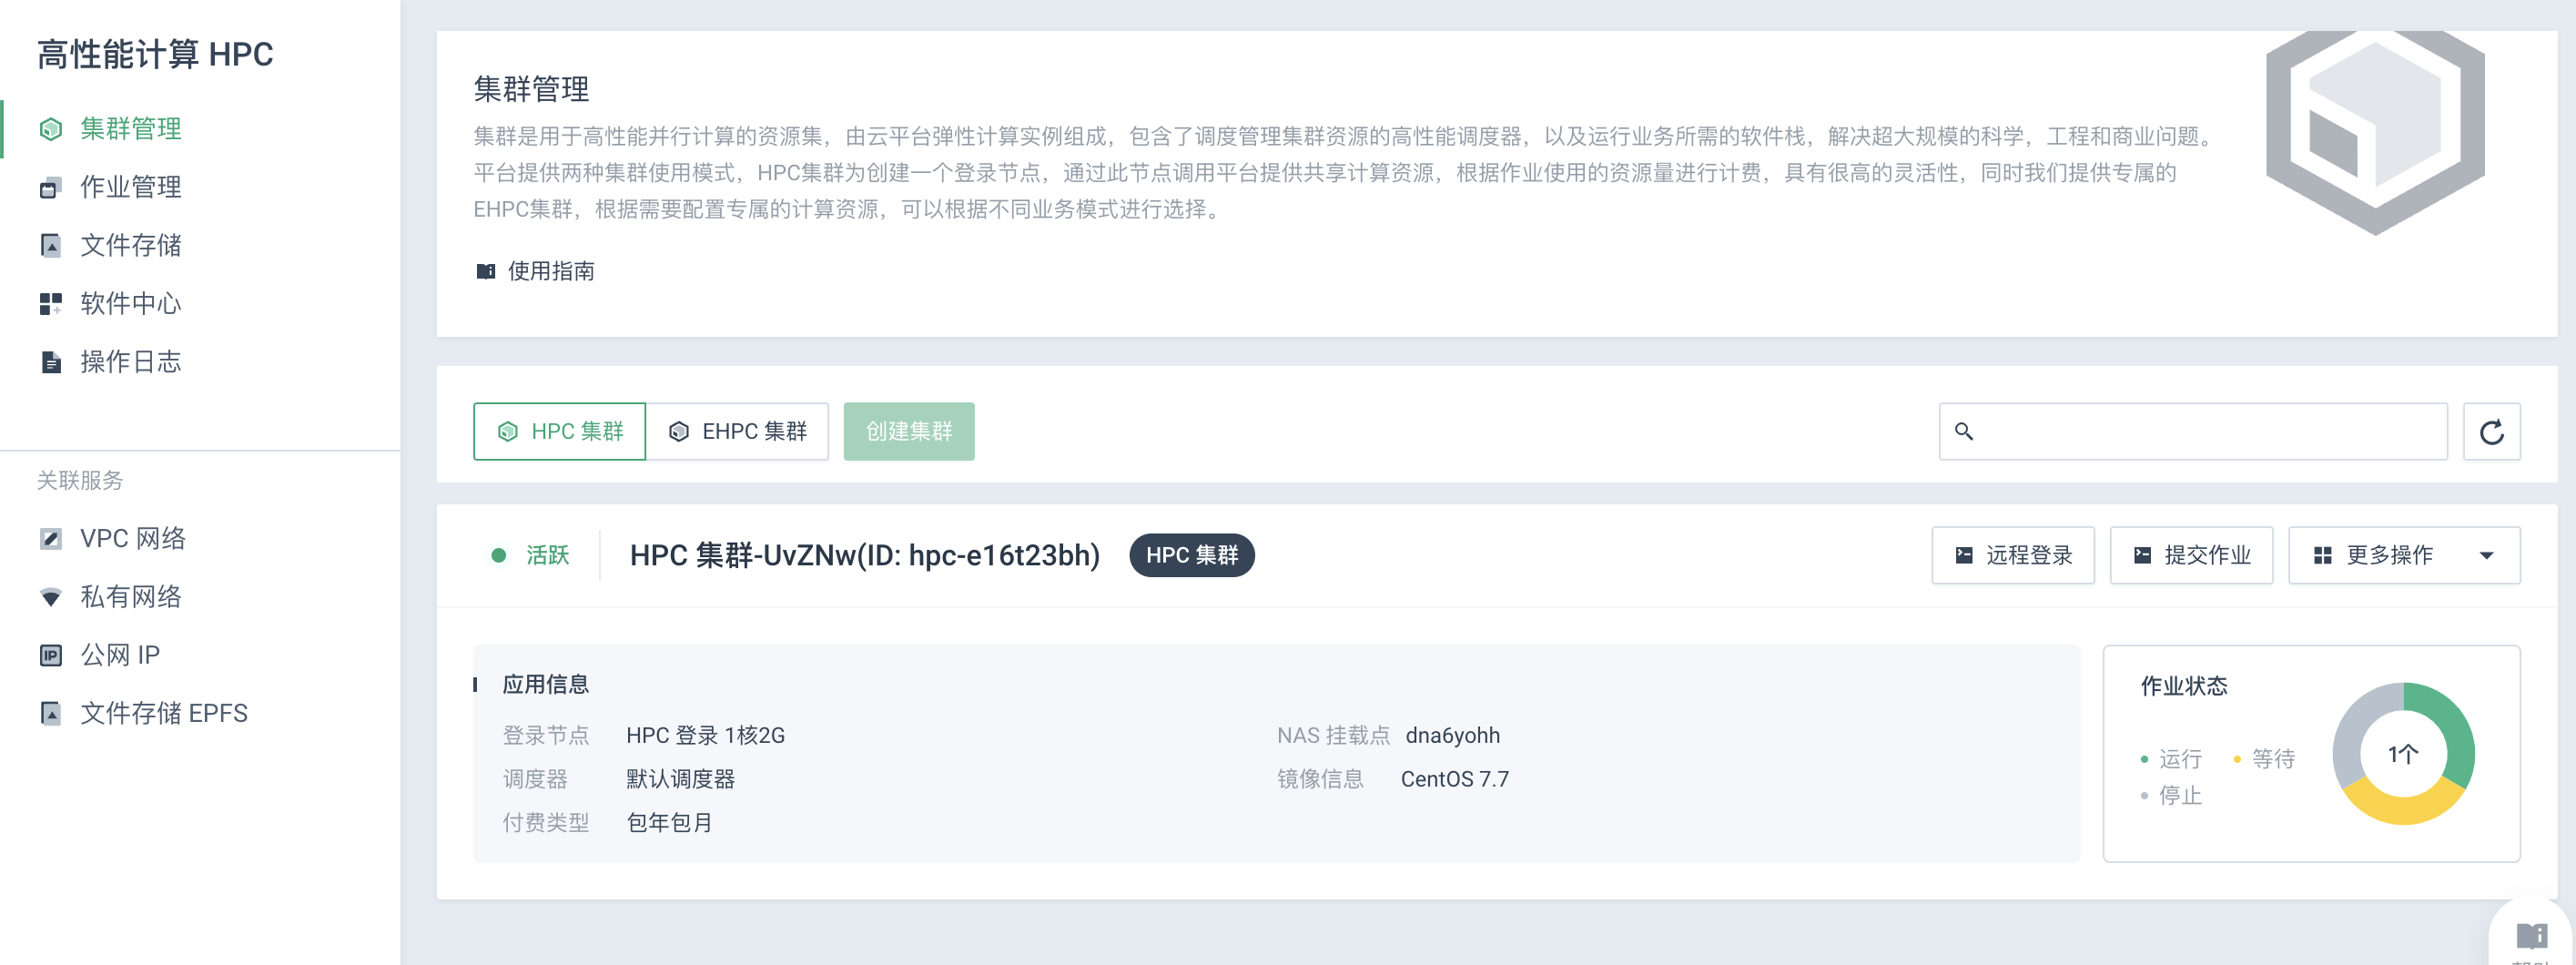 高性能计算 HPC
集群管理
作业管理
文件存储
软件中心
操作日志
关联服务
VPC 网络
私有网络
公网 IP
文件存储 EPFS
集群管理
集群是用于高性能并行计算的资源集，由云平台弹性计算实例组成，包含了调度管理集群资源的高性能调度器，以及运行业务所需的软件栈，解决超大规模的科学，工程和商业问题。
平台提供两种集群使用模式，HPC集群为创建一个登录节点，通过此节点调用平台提供共享计算资源，根据作业使用的资源量进行计费，具有很高的灵活性，同时我们提供专属的
EHPC集群，根据需要配置专属的计算资源，可以根据不同业务模式进行选择。
使用指南
HPC 集群 EHPC 集群 创建集群
活跃 HPC 集群-UvZNw(ID: hpc-e16t23bh) HPC 集群 远程登录 提交作业 更多操作
应用信息
登录节点 HPC 登录 1核2G NAS 挂载点 dna6yohh
调度器 默认调度器 镜像信息 CentOS 7.7
付费类型 包年包月
作业状态
运行 等待
停止
1个